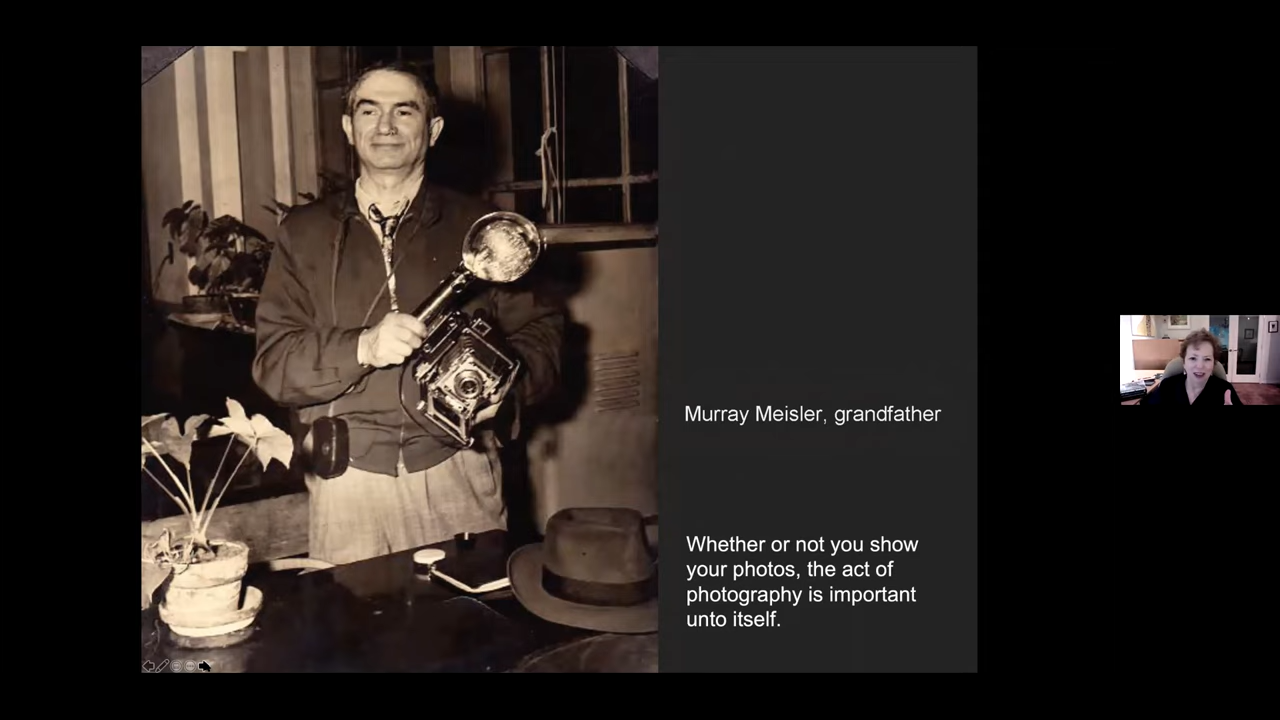 Murray Meisler, grandfather
Whether or not you show
your photos, the act of
photography is important
unto itself.